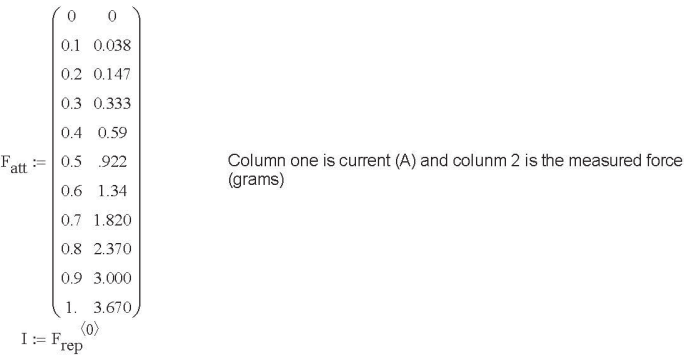 0 0
0.1 0.038
0.2 0.147
0.3 0.333
0.4 0.59
F_att := 0.5 .922
0.6 1.34
0.7 1.820
0.8 2.370
0.9 3.000
1. 3.670
Column one is current (A) and colunm 2 is the measured force
(grams)
I := F_rep^⟨0⟩